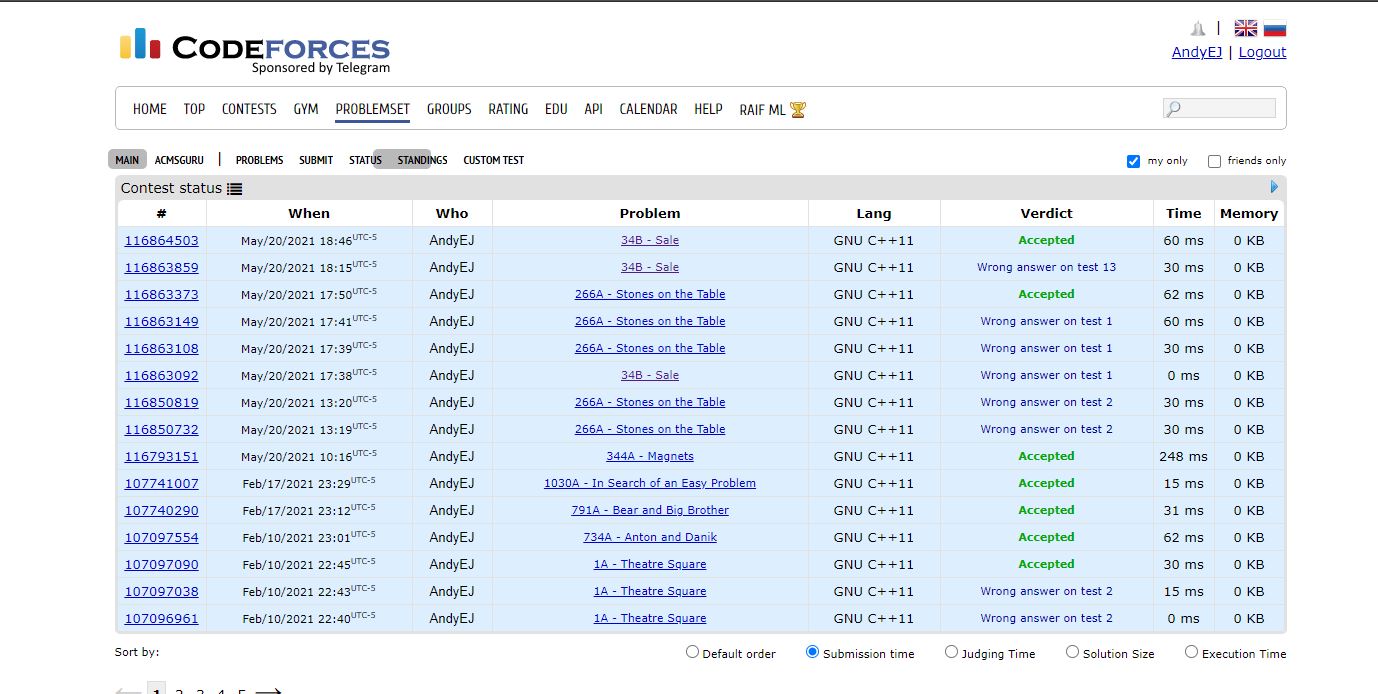 CODEFORCES
Sponsored by Telegram
|
AndyEJ | Logout
HOME TOP CONTESTS GYM PROBLEMSET GROUPS RATING EDU API CALENDAR HELP RAIF ML
MAIN ACMSGURU | PROBLEMS SUBMIT STATUS STANDINGS CUSTOM TEST my only friends only
Contest status
# When Who Problem Lang Verdict Time Memory
116864503 May/20/2021 18:46 UTC-5 AndyEJ 34B - Sale GNU C++11 Accepted 60 ms 0 KB
116863859 May/20/2021 18:15 UTC-5 AndyEJ 34B - Sale GNU C++11 Wrong answer on test 13 30 ms 0 KB
116863373 May/20/2021 17:50 UTC-5 AndyEJ 266A - Stones on the Table GNU C++11 Accepted 62 ms 0 KB
116863149 May/20/2021 17:41 UTC-5 AndyEJ 266A - Stones on the Table GNU C++11 Wrong answer on test 1 60 ms 0 KB
116863108 May/20/2021 17:39 UTC-5 AndyEJ 266A - Stones on the Table GNU C++11 Wrong answer on test 1 30 ms 0 KB
116863092 May/20/2021 17:38 UTC-5 AndyEJ 34B - Sale GNU C++11 Wrong answer on test 1 0 ms 0 KB
116850819 May/20/2021 13:20 UTC-5 AndyEJ 266A - Stones on the Table GNU C++11 Wrong answer on test 2 30 ms 0 KB
116850732 May/20/2021 13:19 UTC-5 AndyEJ 266A - Stones on the Table GNU C++11 Wrong answer on test 2 30 ms 0 KB
116793151 May/20/2021 10:16 UTC-5 AndyEJ 344A - Magnets GNU C++11 Accepted 248 ms 0 KB
107741007 Feb/17/2021 23:29 UTC-5 AndyEJ 1030A - In Search of an Easy Problem GNU C++11 Accepted 15 ms 0 KB
107740290 Feb/17/2021 23:12 UTC-5 AndyEJ 791A - Bear and Big Brother GNU C++11 Accepted 31 ms 0 KB
107097554 Feb/10/2021 23:01 UTC-5 AndyEJ 734A - Anton and Danik GNU C++11 Accepted 62 ms 0 KB
107097090 Feb/10/2021 22:45 UTC-5 AndyEJ 1A - Theatre Square GNU C++11 Accepted 30 ms 0 KB
107097038 Feb/10/2021 22:43 UTC-5 AndyEJ 1A - Theatre Square GNU C++11 Wrong answer on test 2 15 ms 0 KB
107096961 Feb/10/2021 22:40 UTC-5 AndyEJ 1A - Theatre Square GNU C++11 Wrong answer on test 2 0 ms 0 KB
Sort by: Default order Submission time Judging Time Solution Size Execution Time
1 2 3 4 5